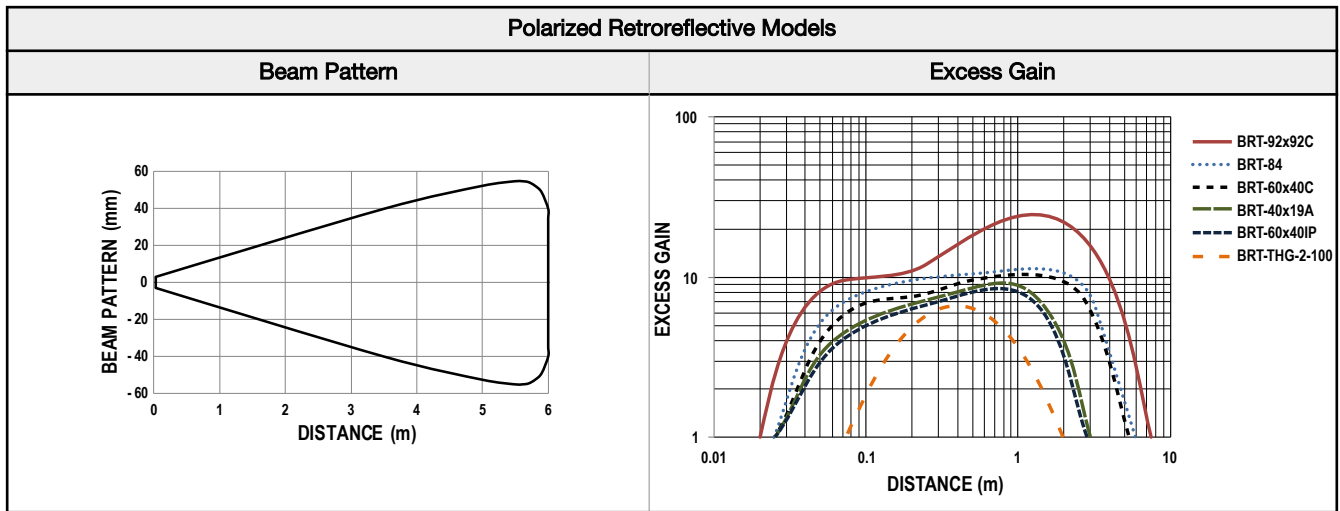 Polarized Retroreflective Models
Beam Pattern
Excess Gain
60
40
20
0
- 20
- 40
- 60
BEAM PATTERN (mm)
0 1 2 3 4 5 6
DISTANCE (m)
100
10
1
EXCESS GAIN
0.01 0.1 1 10
DISTANCE (m)
BRT-92x92C
BRT-84
BRT-60x40C
BRT-40x19A
BRT-60x40IP
BRT-THG-2-100